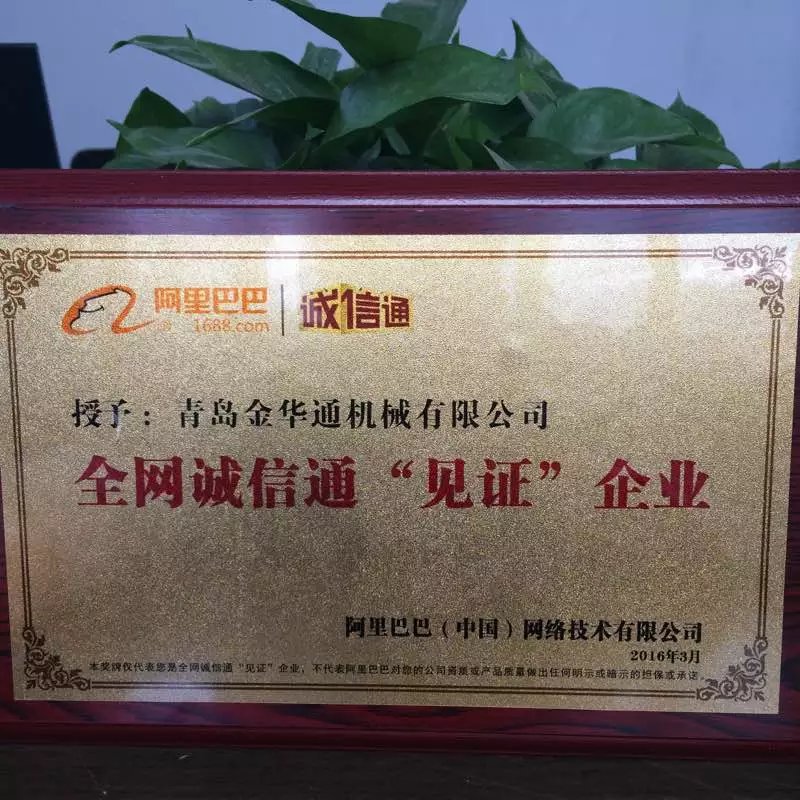 阿里巴巴 诚信通
1688.com
授予：青岛金华通机械有限公司
全网诚信通“见证”企业
阿里巴巴（中国）网络技术有限公司
2016年3月
本奖牌仅代表您是全网诚信通“见证”企业，不代表阿里巴巴对您的公司资质或产品质量做出任何明示或暗示的担保或承诺